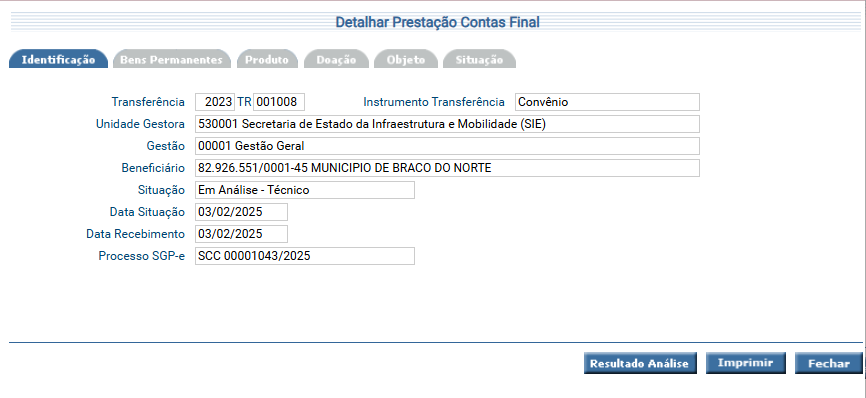 Detalhar Prestação Contas Final
Identificação Bens Permanentes Produto Doação Objeto Situação
Transferência 2023 TR 001008 Instrumento Transferência Convênio
Unidade Gestora 530001 Secretaria de Estado da Infraestrutura e Mobilidade (SIE)
Gestão 00001 Gestão Geral
Beneficiário 82.926.551/0001-45 MUNICIPIO DE BRACO DO NORTE
Situação Em Análise - Técnico
Data Situação 03/02/2025
Data Recebimento 03/02/2025
Processo SGP-e SCC 00001043/2025
Resultado Análise Imprimir Fechar